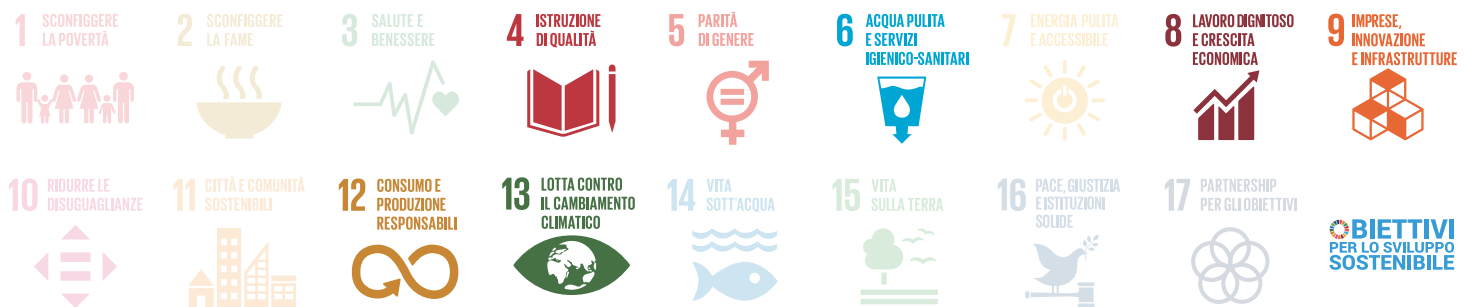 1 SCONFIGGERE
LA POVERTÀ
2 SCONFIGGERE
LA FAME
3 SALUTE E
BENESSERE
4 ISTRUZIONE
DI QUALITÀ
5 PARITÀ
DI GENERE
6 ACQUA PULITA
E SERVIZI
IGIENICO-SANITARI
7 ENERGIA PULITA
E ACCESSIBILE
8 LAVORO DIGNITOSO
E CRESCITA
ECONOMICA
9 IMPRESE,
INNOVAZIONE
E INFRASTRUTTURE
10 RIDURRE LE
DISUGUAGLIANZE
11 CITTÀ E COMUNITÀ
SOSTENIBILI
12 CONSUMO E
PRODUZIONE
RESPONSABILI
13 LOTTA CONTRO
IL CAMBIAMENTO
CLIMATICO
14 VITA
SOTT'ACQUA
15 VITA
SULLA TERRA
16 PACE, GIUSTIZIA
E ISTITUZIONI
SOLIDE
17 PARTNERSHIP
PER GLI OBIETTIVI
OBIETTIVI
PER LO SVILUPPO
SOSTENIBILE